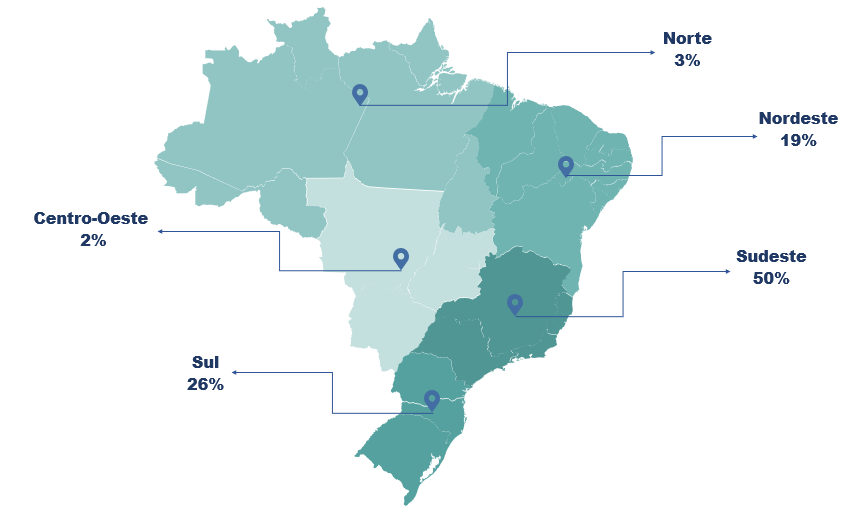 Norte
3%
Nordeste
19%
Centro-Oeste
2%
Sudeste
50%
Sul
26%